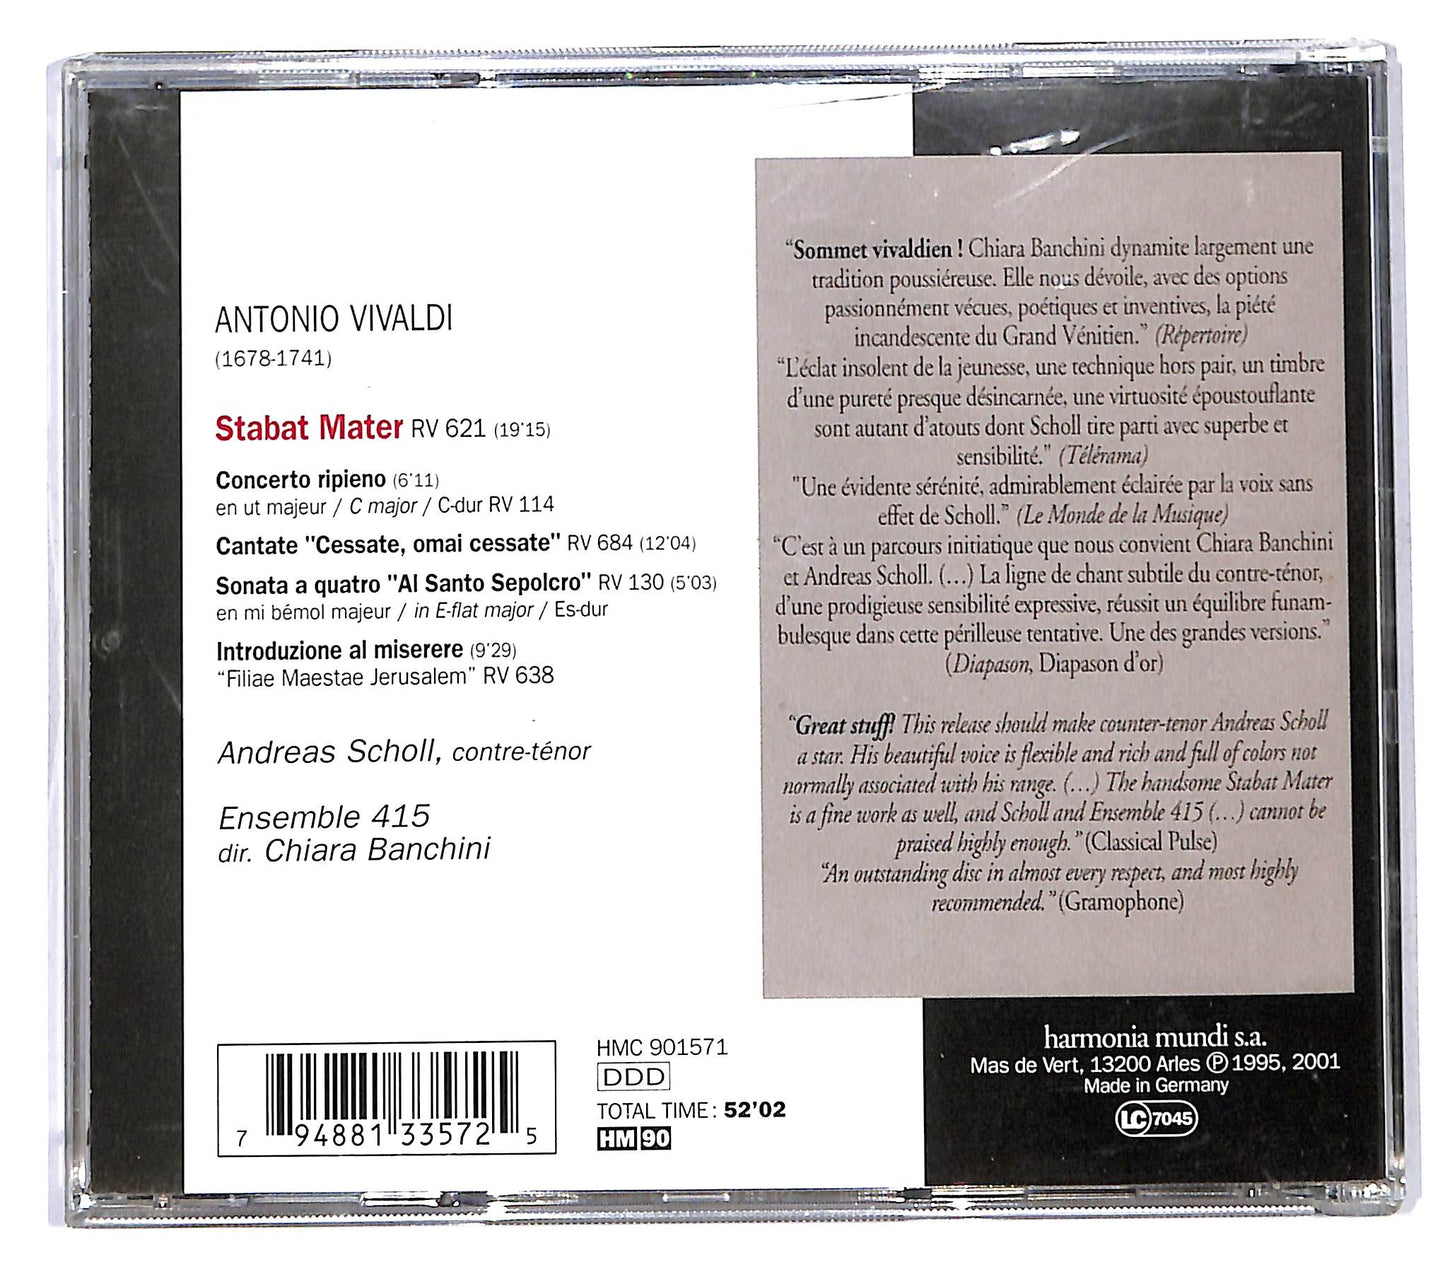 ANTONIO VIVALDI
(1678-1741)
Stabat Mater RV 621 (19'15)
Concerto ripieno (6'11)
en ut majeur / C major / C-dur RV 114
Cantate "Cessate, omai cessate" RV 684 (12'04)
Sonata a quatro "Al Santo Sepolcro" RV 130 (5'03)
en mi bémol majeur / in E-flat major / Es-dur
Introduzione al miserere (9'29)
"Filiae Maestae Jerusalem" RV 638
Andreas Scholl, contre-ténor
Ensemble 415
dir. Chiara Banchini
7 94881 33572 5
HMC 901571
DDD
TOTAL TIME : 52'02
HM 90
"Sommet vivaldien ! Chiara Banchini dynamite largement une
tradition poussiéreuse. Elle nous dévoile, avec des options
passionnément vécues, poétiques et inventives, la piété
incandescente du Grand Vénitien." (Répertoire)
"L'éclat insolent de la jeunesse, une technique hors pair, un timbre
d'une pureté presque désincarnée, une virtuosité époustouflante
sont autant d'atouts dont Scholl tire parti avec superbe et
sensibilité." (Télérama)
"Une évidente sérénité, admirablement éclairée par la voix sans
effet de Scholl." (Le Monde de la Musique)
"C'est à un parcours initiatique que nous convient Chiara Banchini
et Andreas Scholl. (…) La ligne de chant subtile du contre-ténor,
d'une prodigieuse sensibilité expressive, réussit un équilibre funam-
bulesque dans cette périlleuse tentative. Une des grandes versions."
(Diapason, Diapason d'or)
"Great stuff! This release should make counter-tenor Andreas Scholl
a star. His beautiful voice is flexible and rich and full of colors not
normally associated with his range. (…) The handsome Stabat Mater
is a fine work as well, and Scholl and Ensemble 415 (…) cannot be
praised highly enough." (Classical Pulse)
"An outstanding disc in almost every respect, and most highly
recommended." (Gramophone)
harmonia mundi s.a.
Mas de Vert, 13200 Arles ℗ 1995, 2001
Made in Germany
LC 7045